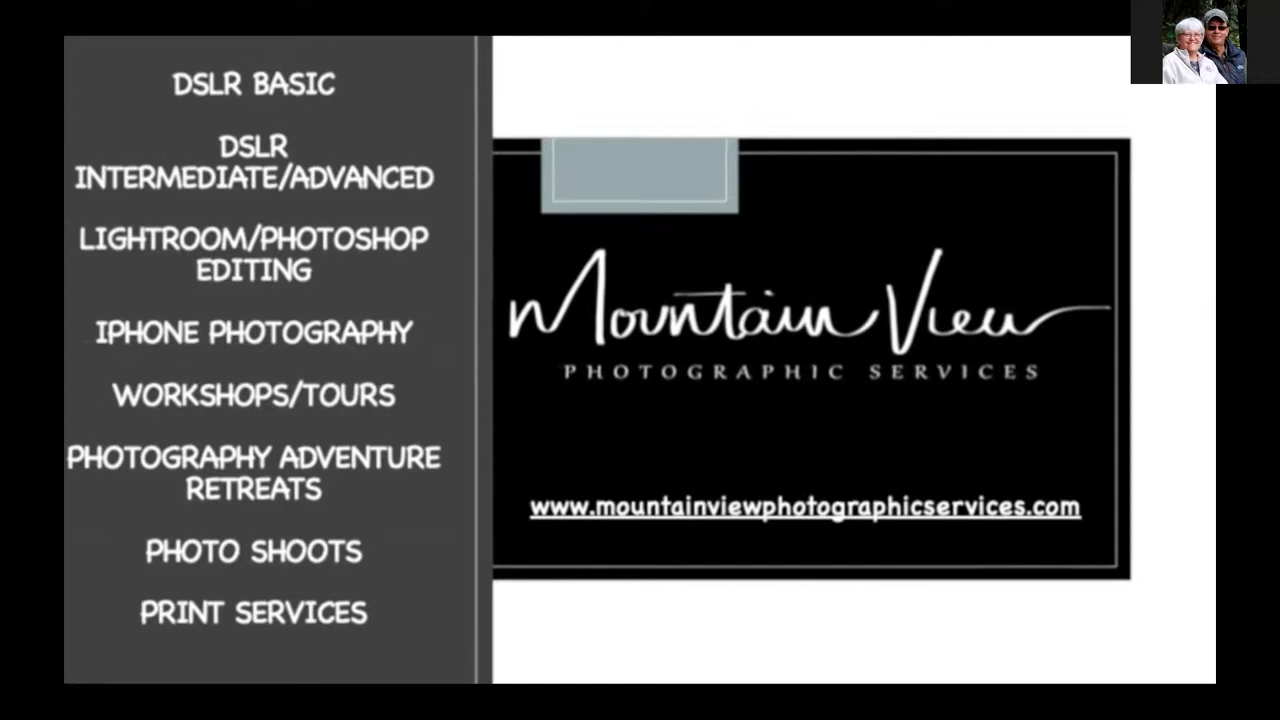 DSLR BASIC
DSLR
INTERMEDIATE/ADVANCED
LIGHTROOM/PHOTOSHOP
EDITING
IPHONE PHOTOGRAPHY
WORKSHOPS/TOURS
PHOTOGRAPHY ADVENTURE
RETREATS
PHOTO SHOOTS
PRINT SERVICES
Mountain View
PHOTOGRAPHIC SERVICES
www.mountainviewphotographicservices.com